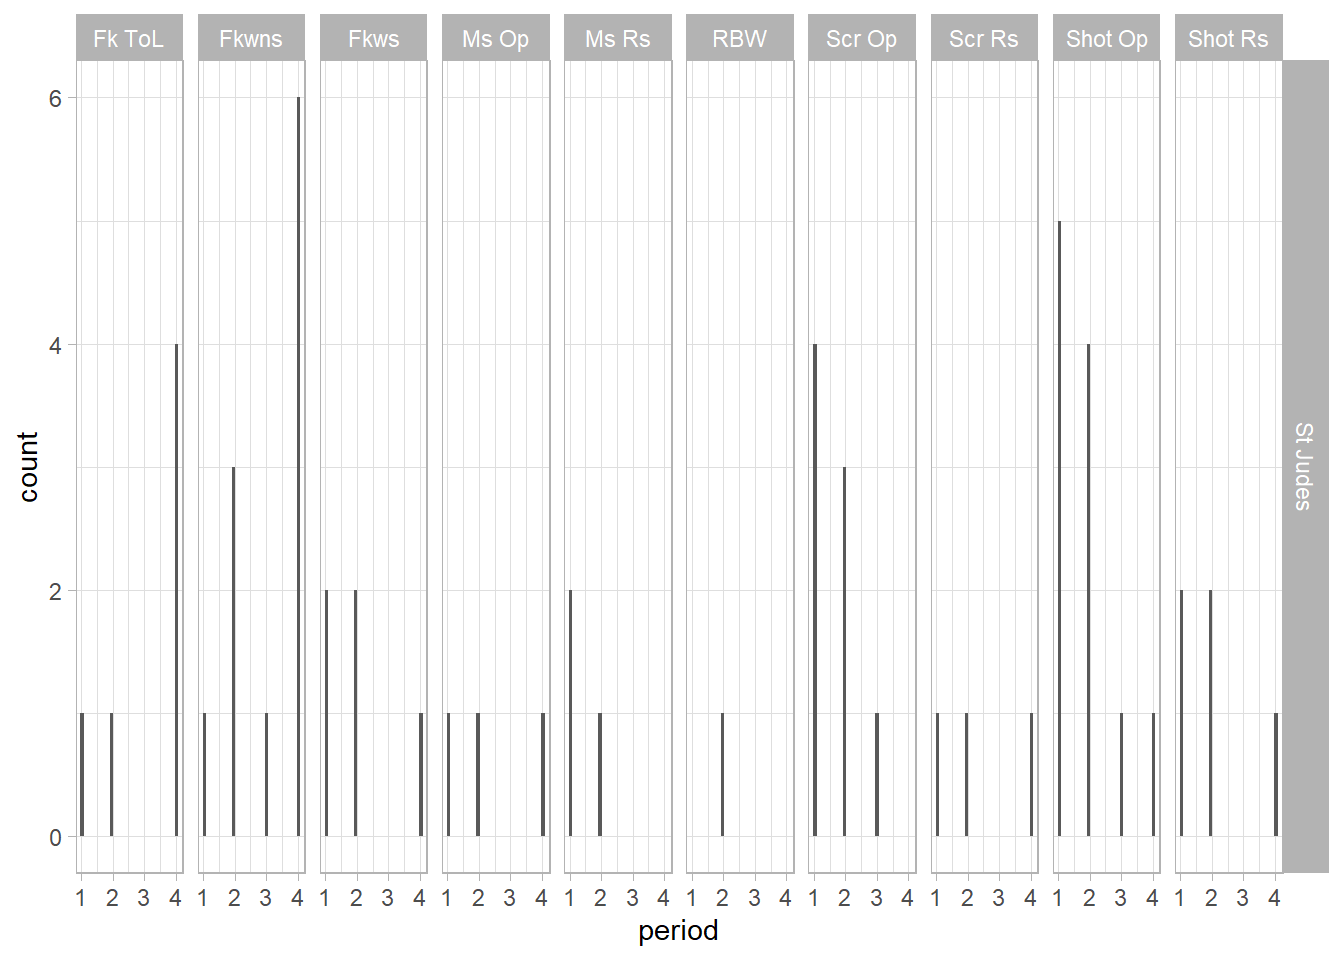 Fk ToL Fkwns Fkws Ms Op Ms Rs RBW Scr Op Scr Rs Shot Op Shot Rs
6
4
2
0
count
St Judes
1 2 3 4 1 2 3 4 1 2 3 4 1 2 3 4 1 2 3 4 1 2 3 4 1 2 3 4 1 2 3 4 1 2 3 4 1 2 3 4
period